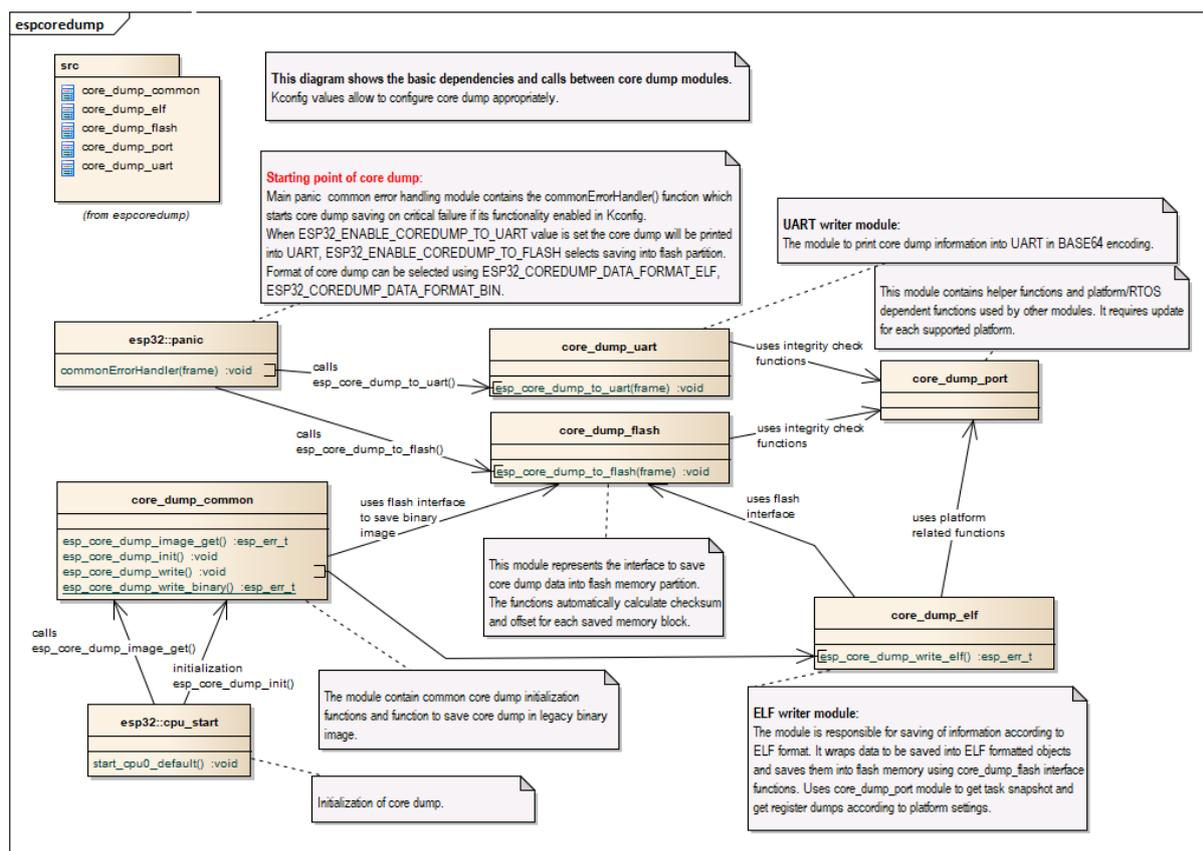 espcoredump
src
core_dump_common
core_dump_elf
core_dump_flash
core_dump_port
core_dump_uart
(from espcoredump)
This diagram shows the basic dependencies and calls between core dump modules.
Kconfig values allow to configure core dump appropriately.
Starting point of core dump:
Main panic common error handling module contains the commonErrorHandler() function which
starts core dump saving on critical failure if its functionality enabled in Kconfig.
When ESP32_ENABLE_COREDUMP_TO_UART value is set the core dump will be printed
into UART, ESP32_ENABLE_COREDUMP_TO_FLASH selects saving into flash partition.
Format of core dump can be selected using ESP32_COREDUMP_DATA_FORMAT_ELF,
ESP32_COREDUMP_DATA_FORMAT_BIN.
UART writer module:
The module to print core dump information into UART in BASE64 encoding.
This module contains helper functions and platform/RTOS
dependent functions used by other modules. It requires update
for each supported platform.
esp32::panic
commonErrorHandler(frame) :void
calls
esp_core_dump_to_uart()
core_dump_uart
esp_core_dump_to_uart(frame) :void
uses integrity check
functions
core_dump_port
calls
esp_core_dump_to_flash()
core_dump_flash
esp_core_dump_to_flash(frame) :void
uses integrity check
functions
core_dump_common
esp_core_dump_image_get() :esp_err_t
esp_core_dump_init() :void
esp_core_dump_write() :void
esp_core_dump_write_binary() :esp_err_t
uses flash interface
to save binary
image
uses flash
interface
uses platform
related functions
This module represents the interface to save
core dump data into flash memory partition.
The functions automatically calculate checksum
and offset for each saved memory block.
core_dump_elf
esp_core_dump_write_elf() :esp_err_t
calls
esp_core_dump_image_get()
initialization
esp_core_dump_init()
The module contain common core dump initialization
functions and function to save core dump in legacy binary
image.
esp32::cpu_start
start_cpu0_default() :void
Initialization of core dump.
ELF writer module:
The module is responsible for saving of information according to
ELF format. It wraps data to be saved into ELF formatted objects
and saves them into flash memory using core_dump_flash interface
functions. Uses core_dump_port module to get task snapshot and
get register dumps according to platform settings.